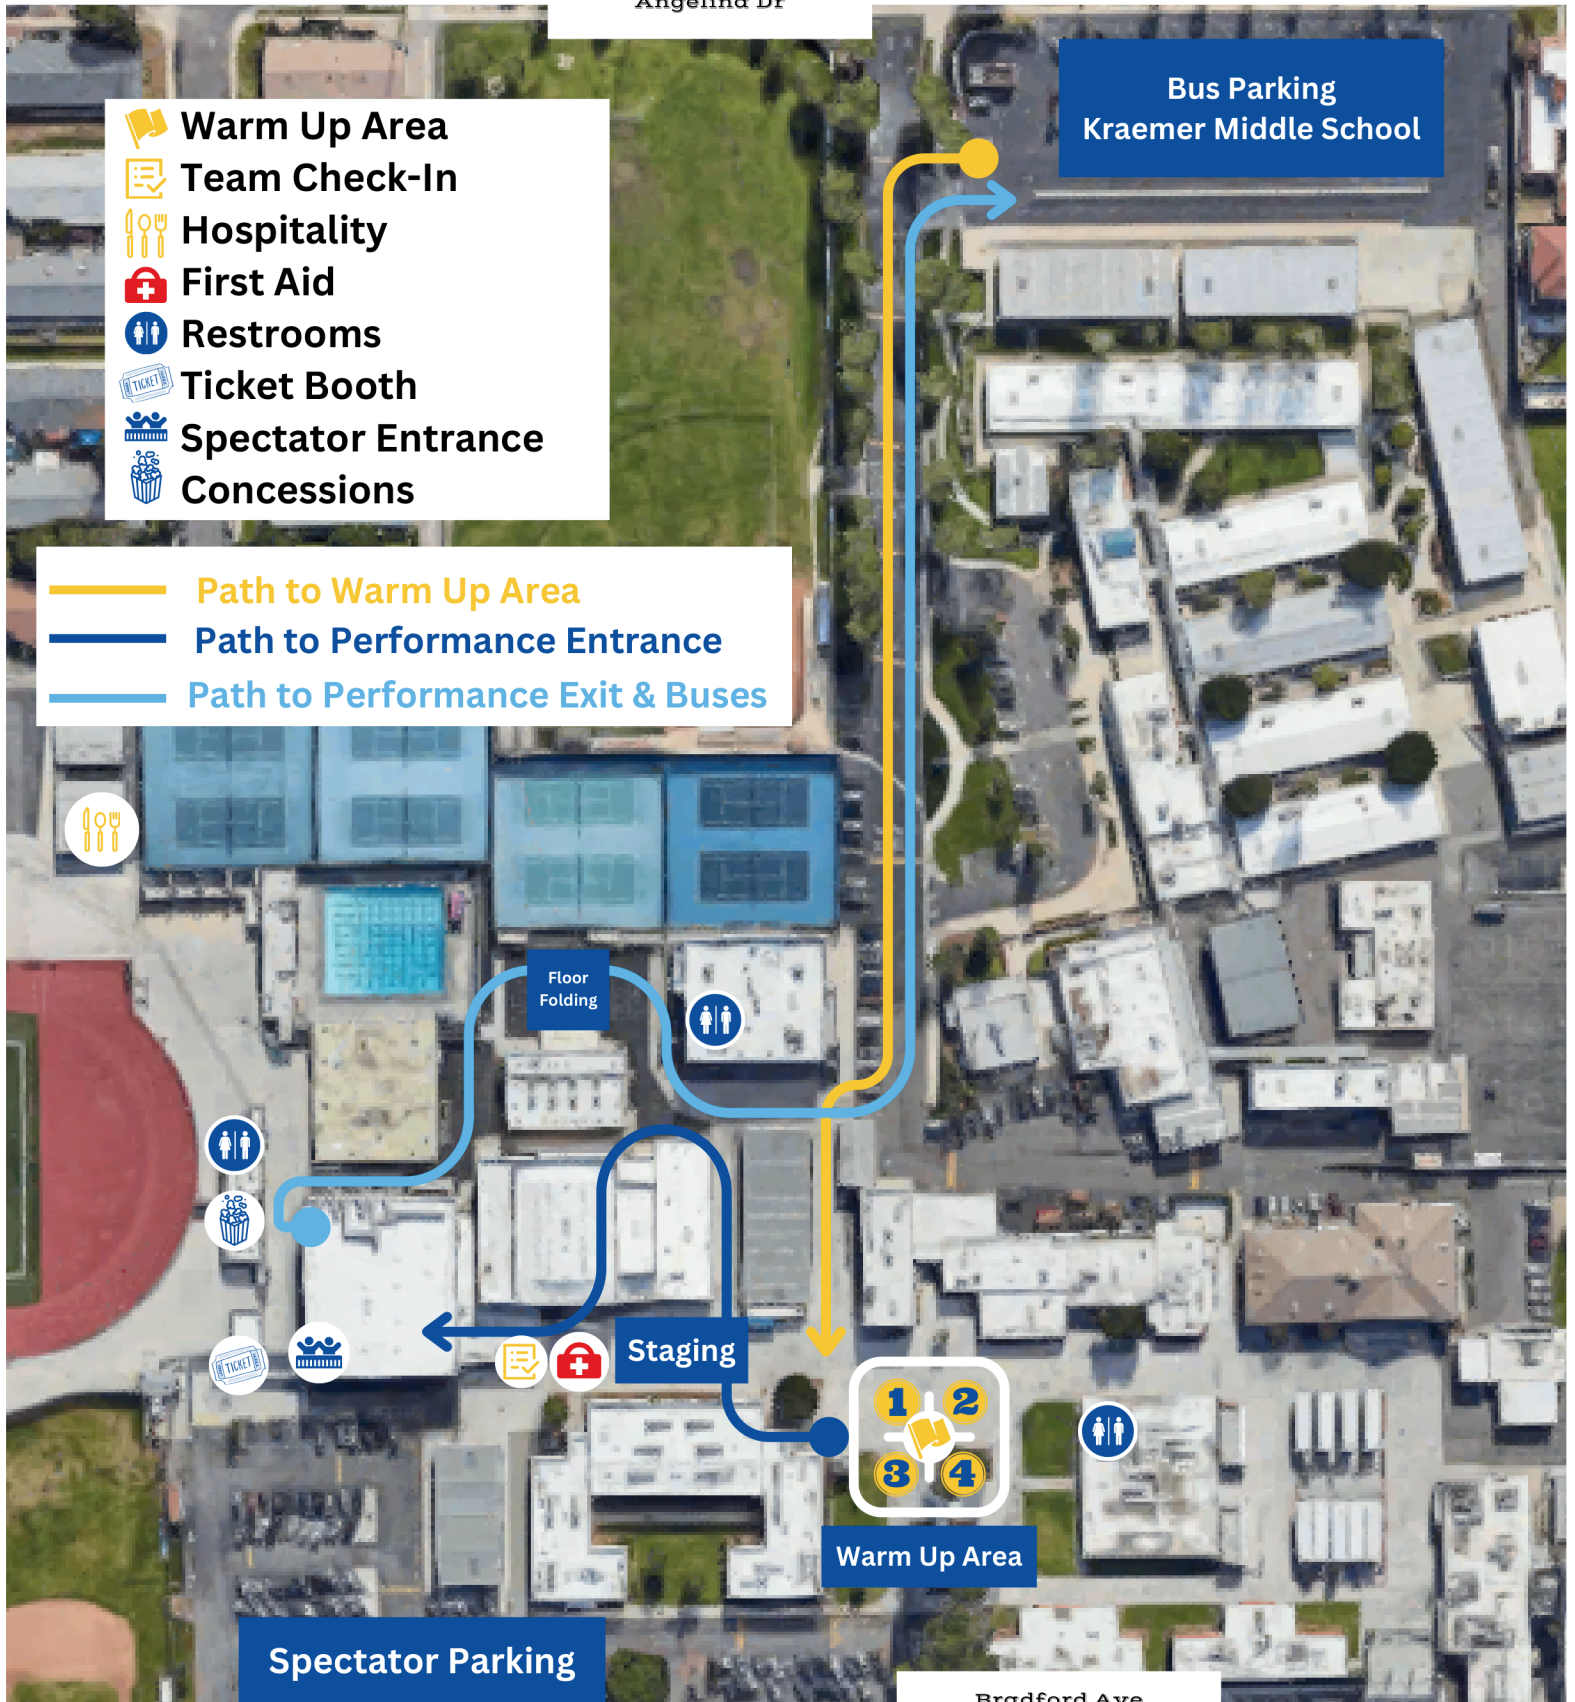 Angelina Dr
Bus Parking
Kraemer Middle School
Warm Up Area
Team Check-In
Hospitality
First Aid
Restrooms
TICKET
Ticket Booth
Spectator Entrance
Concessions
Path to Warm Up Area
Path to Performance Entrance
Path to Performance Exit & Buses
Floor
Folding
Staging
TICKET
1 2
3 4
Warm Up Area
Spectator Parking
Bradford Ave